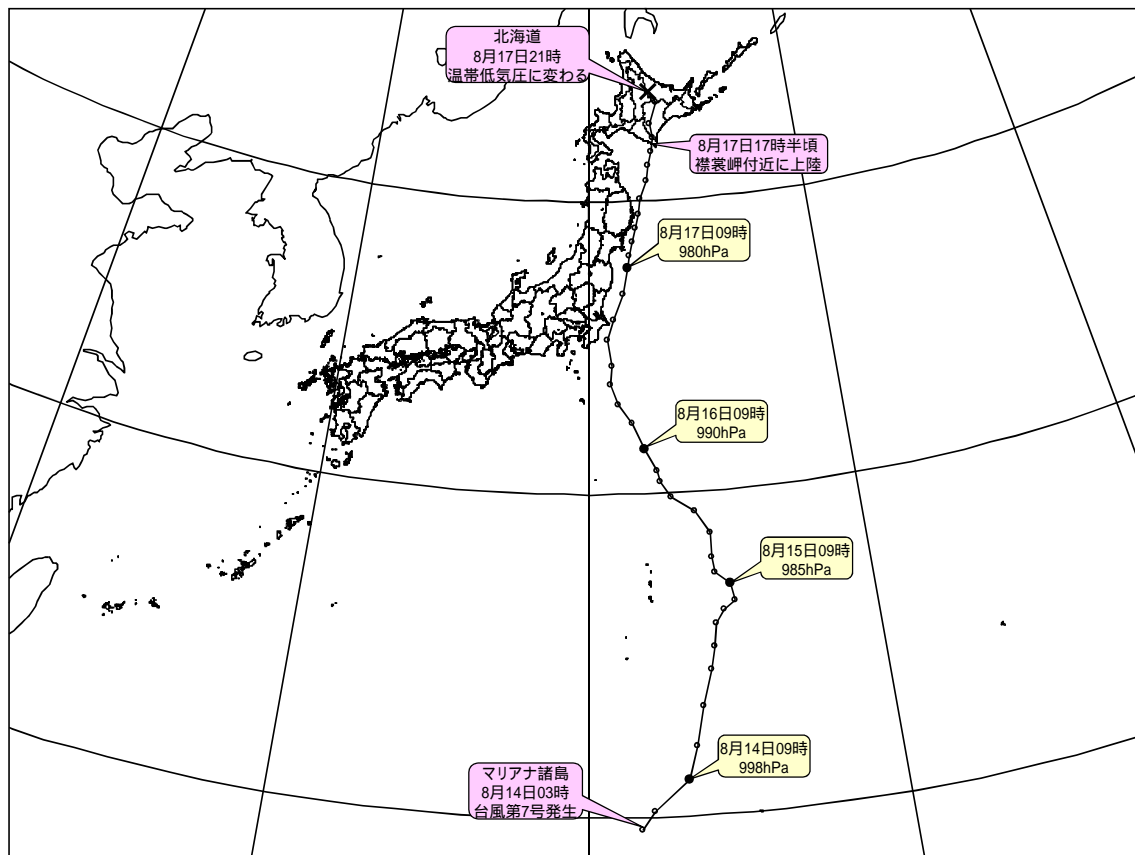 北海道
8月17日21時
温帯低気圧に変わる
8月17日17時半頃
襟裳岬付近に上陸
8月17日09時
980hPa
8月16日09時
990hPa
8月15日09時
985hPa
8月14日09時
998hPa
マリアナ諸島
8月14日03時
台風第7号発生